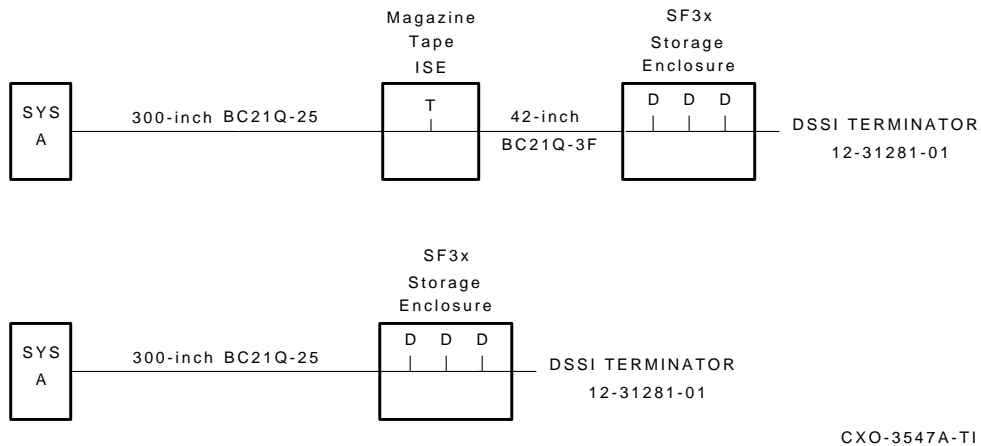 Magazine
Tape
ISE
SF3x
Storage
Enclosure
SYS
A
300-inch BC21Q-25
T
42-inch
BC21Q-3F
D D D
DSSI TERMINATOR
12-31281-01
SF3x
Storage
Enclosure
SYS
A
300-inch BC21Q-25
D D D
DSSI TERMINATOR
12-31281-01
CXO-3547A-TI